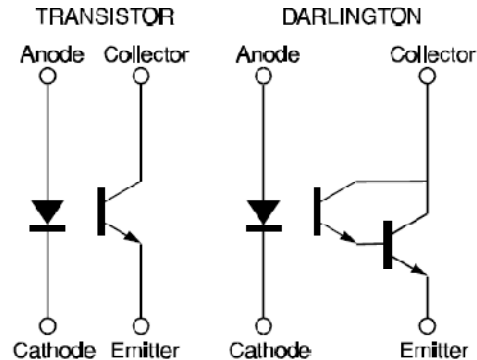 TRANSISTOR DARLINGTON
Anode Collector Anode Collector
Cathode Emitter Cathode Emitter